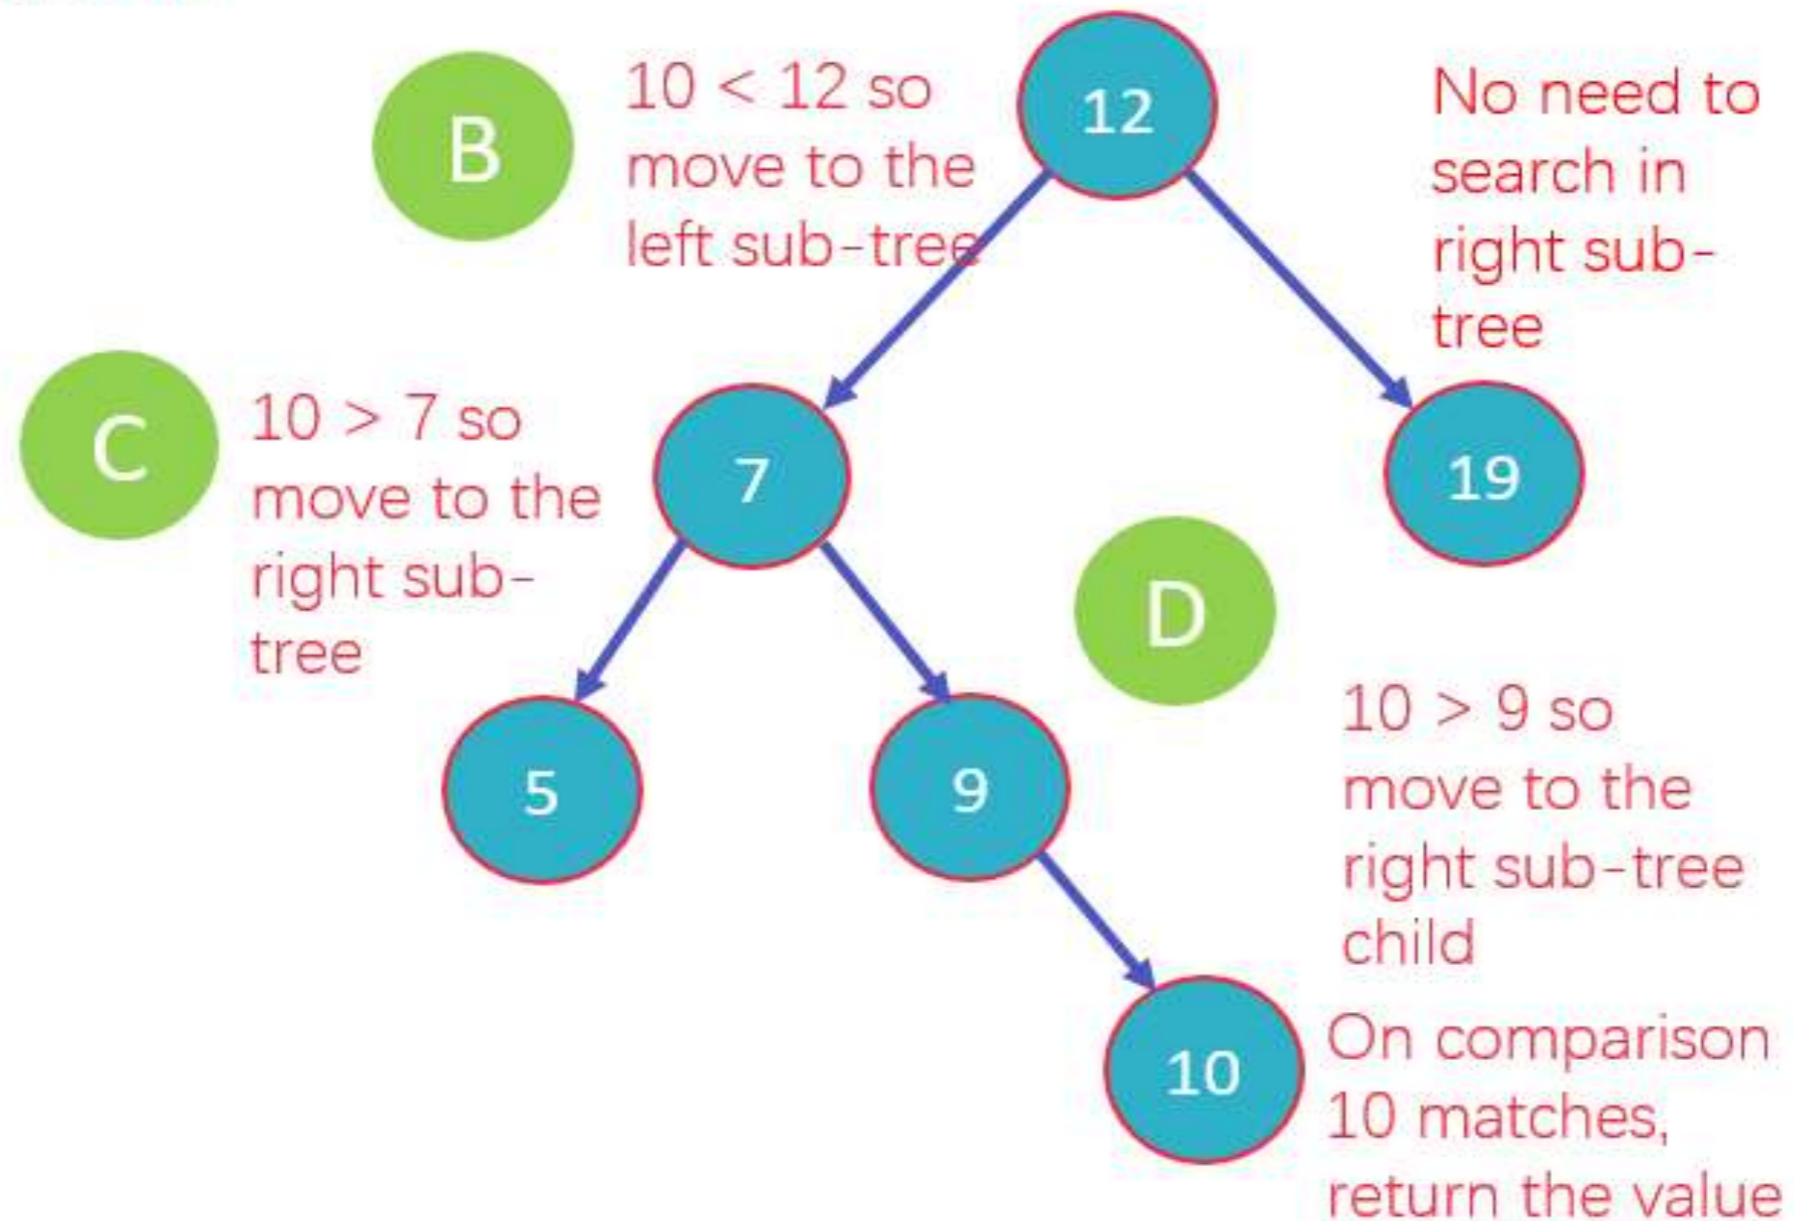 B
10 < 12 so
move to the
left sub-tree
12
No need to
search in
right sub-
tree
C
10 > 7 so
move to the
right sub-
tree
7
19
D
5
9
10 > 9 so
move to the
right sub-tree
child
10
On comparison
10 matches,
return the value